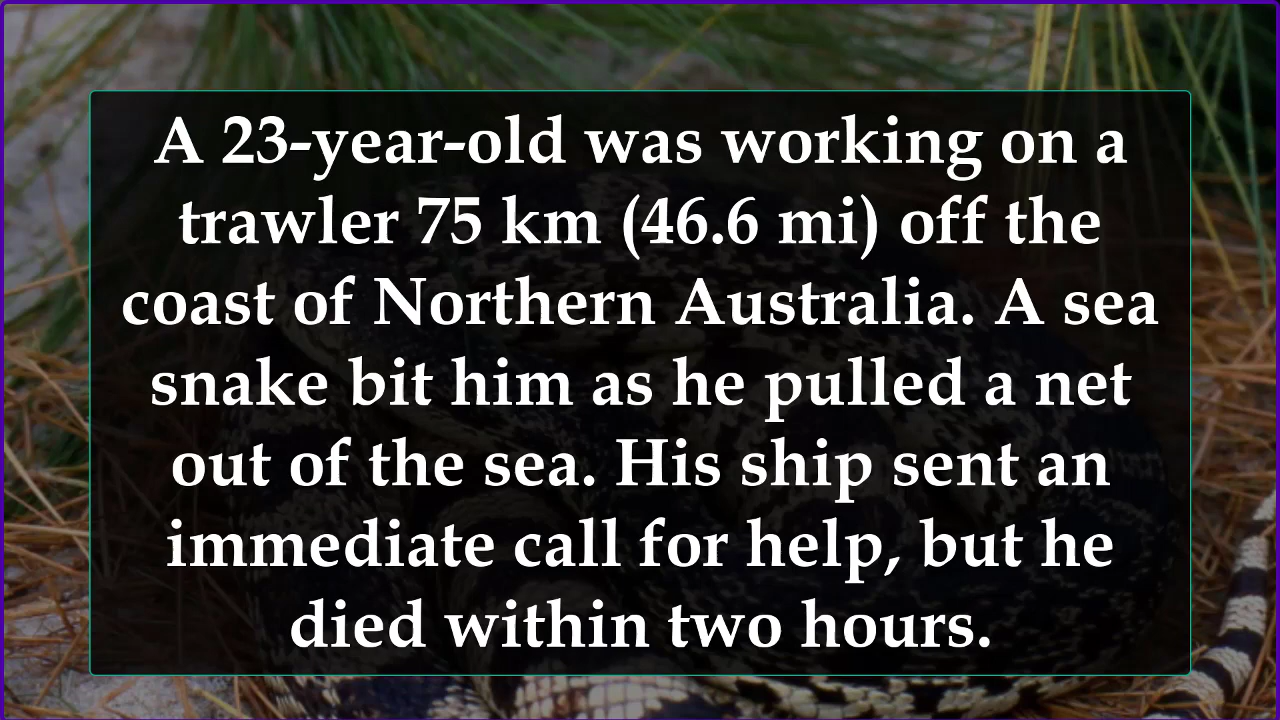 A 23-year-old was working on a
trawler 75 km (46.6 mi) off the
coast of Northern Australia. A sea
snake bit him as he pulled a net
out of the sea. His ship sent an
immediate call for help, but he
died within two hours.